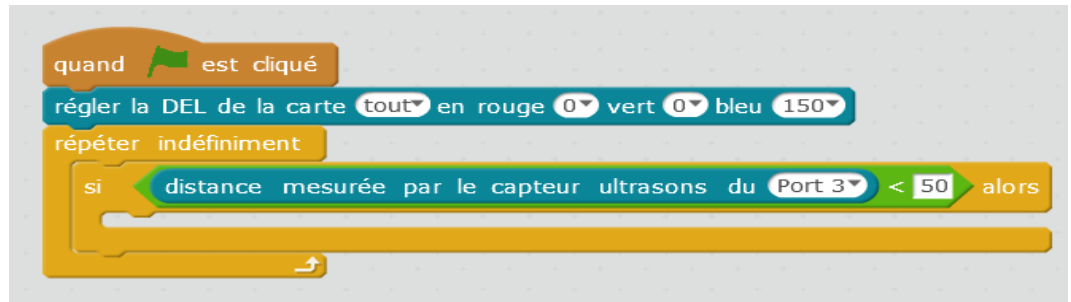 quand est cliqué
régler la DEL de la carte tout en rouge 0 vert 0 bleu 150
répéter indéfiniment
si distance mesurée par le capteur ultrasons du Port 3 < 50 alors